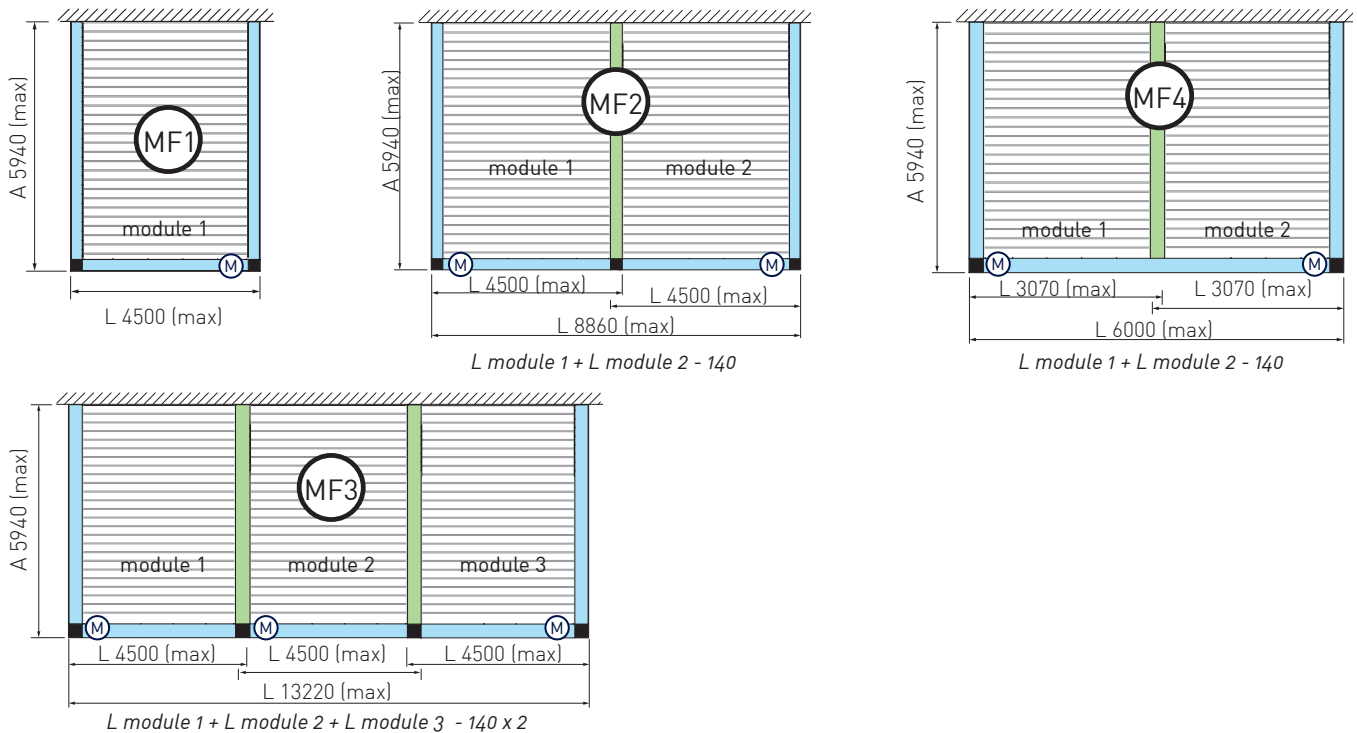 A 5940 (max)
MF1
module 1
M
L 4500 (max)
A 5940 (max)
MF2
module 1
module 2
M
M
L 4500 (max)
L 4500 (max)
L 8860 (max)
L module 1 + L module 2 - 140
A 5940 (max)
MF4
module 1
module 2
M
M
L 3070 (max)
L 3070 (max)
L 6000 (max)
L module 1 + L module 2 - 140
A 5940 (max)
MF3
module 1
module 2
module 3
M
M
M
L 4500 (max)
L 4500 (max)
L 4500 (max)
L 13220 (max)
L module 1 + L module 2 + L module 3 - 140 x 2